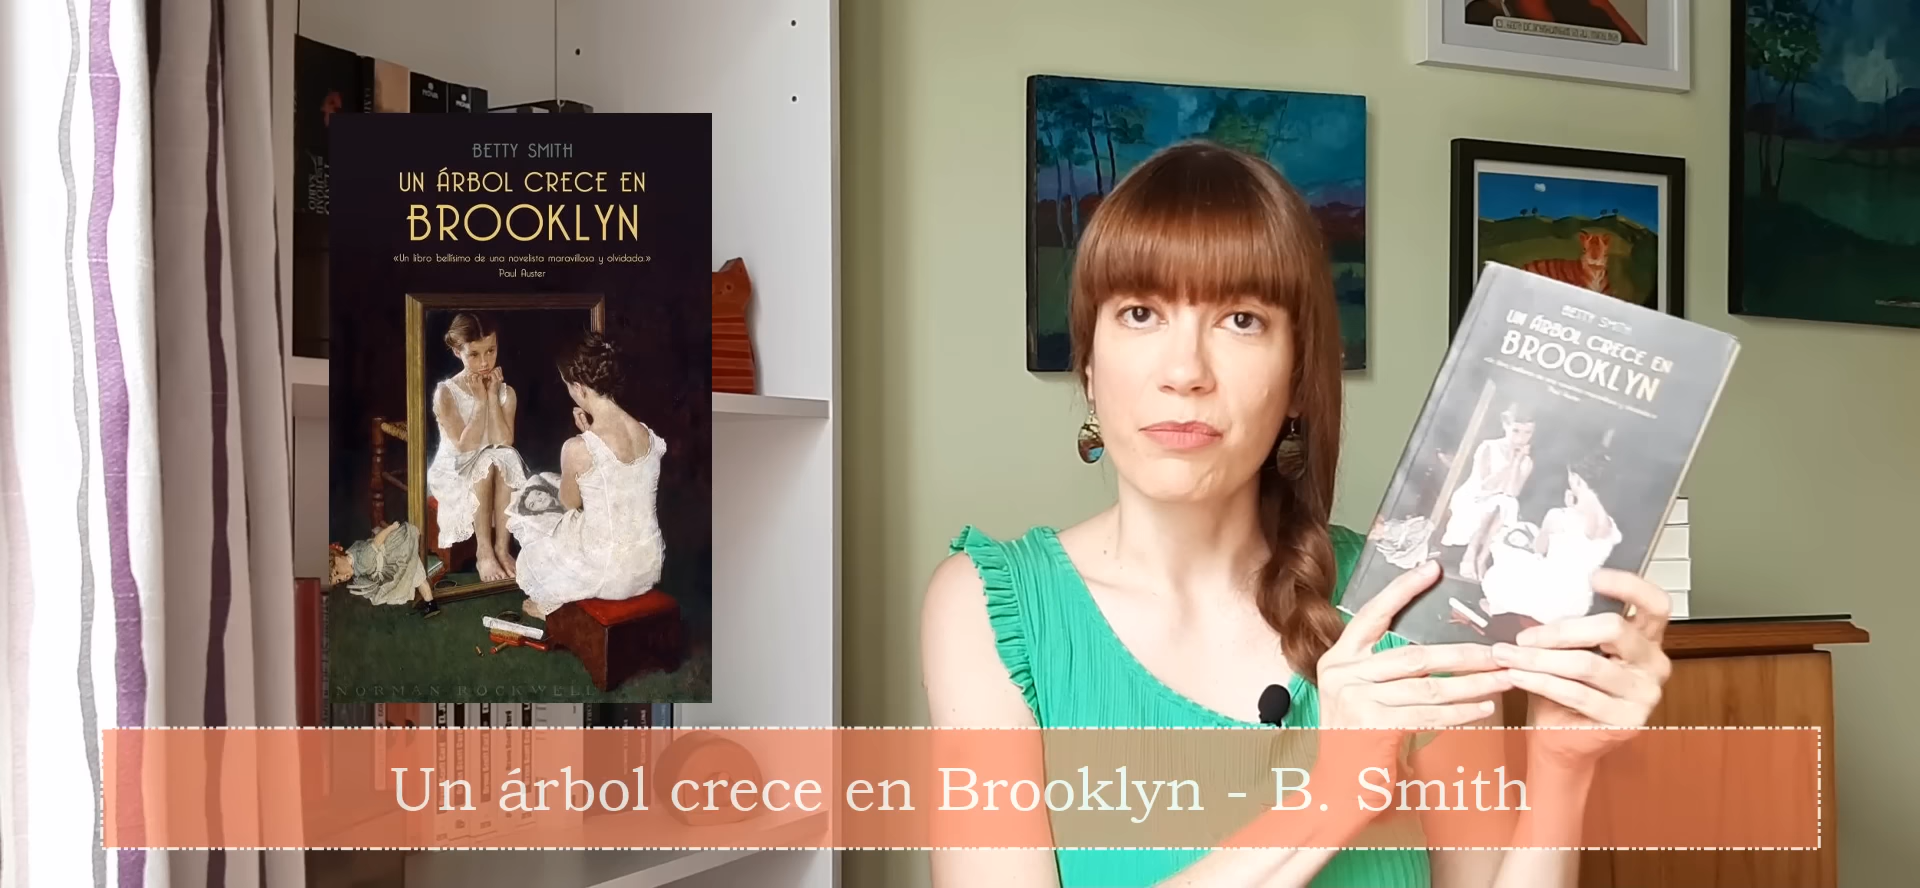 BETTY SMITH
UN ÁRBOL CRECE EN
BROOKLYN
«Un libro bellísimo de una novelista maravillosa y olvidada.»
Paul Auster
NORMAN ROCKWELL
BETTY SMITH
UN ÁRBOL CRECE EN
BROOKLYN
Un árbol crece en Brooklyn - B. Smith